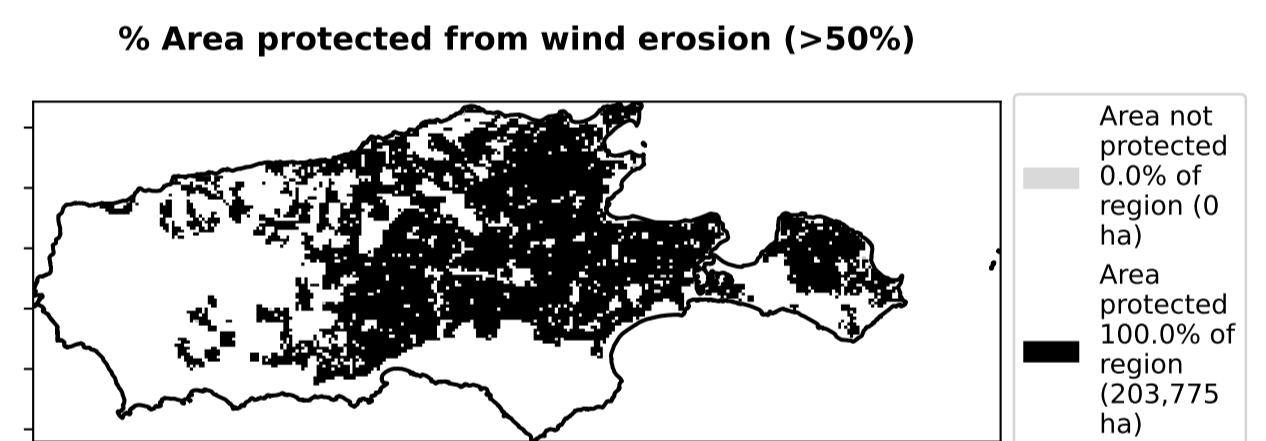 % Area protected from wind erosion (>50%)
Area not
protected
0.0% of
region (0
ha)
Area
protected
100.0% of
region
(203,775
ha)